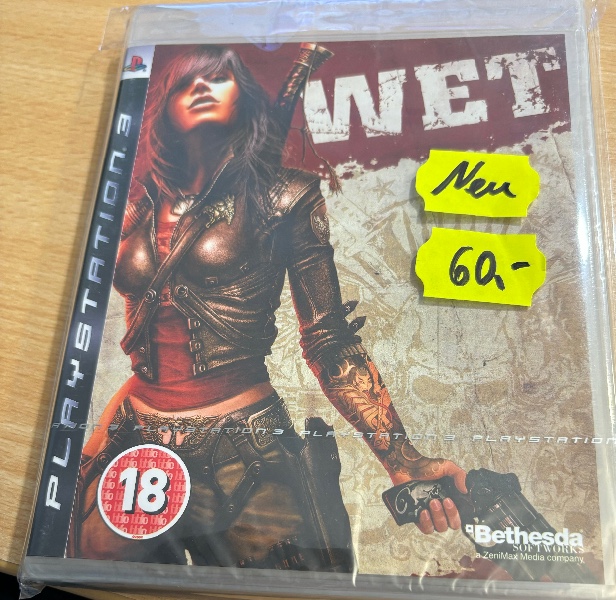 WET
Neu
60,-
PLAYSTATION 3
PLAYSTATION 3 PLAYSTATION 3 PLAYSTATION
18
Bethesda
SOFTWORKS
a ZeniMax Media company